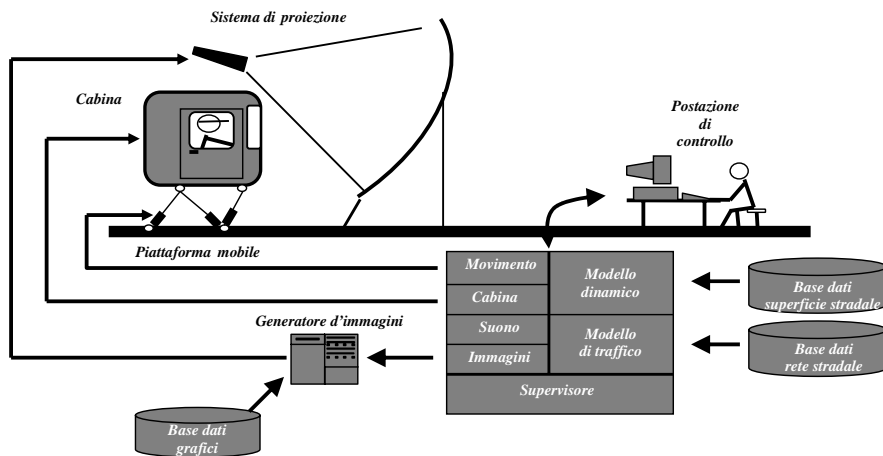 Sistema di proiezione
Cabina
Postazione
di
controllo
Piattaforma mobile
Movimento
Cabina
Suono
Immagini
Modello
dinamico
Modello
di traffico
Supervisore
Base dati
superficie stradale
Base dati
rete stradale
Generatore d'immagini
Base dati
grafici